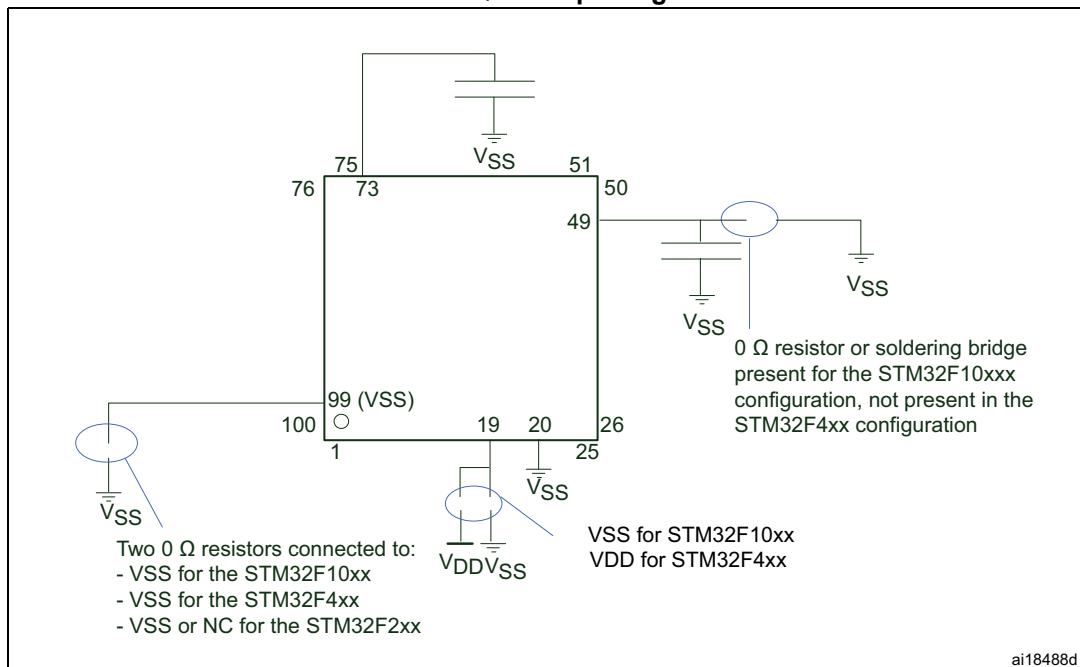 VSS
75
51
76
73
50
49
VSS
VSS
0 Ω resistor or soldering bridge
present for the STM32F10xxx
configuration, not present in the
STM32F4xx configuration
99 (VSS)
100
19
20
26
1
25
VSS
VSS
VDD VSS
VSS for STM32F10xx
VDD for STM32F4xx
Two 0 Ω resistors connected to:
- VSS for the STM32F10xx
- VSS for the STM32F4xx
- VSS or NC for the STM32F2xx
ai18488d